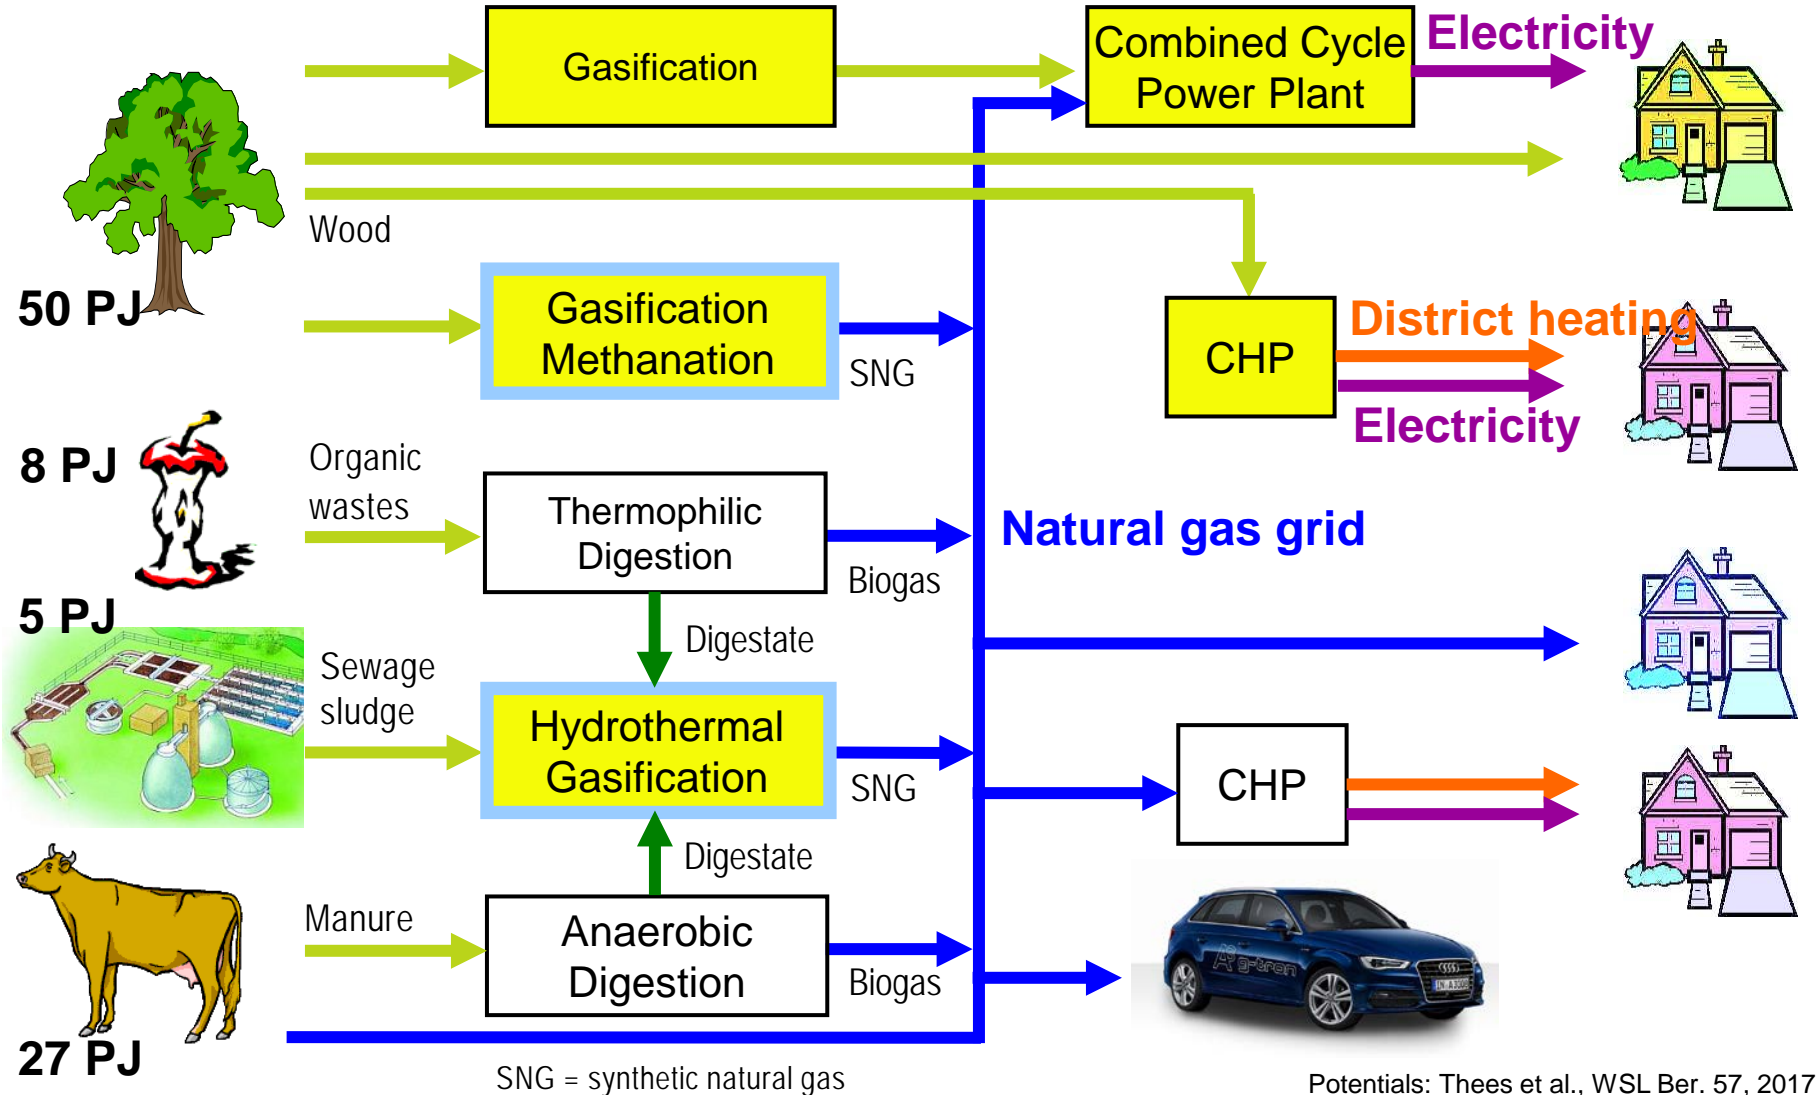 Gasification
Combined Cycle
Power Plant
Electricity
Wood
50 PJ
Gasification
Methanation
SNG
CHP
District heating
Electricity
8 PJ
Organic
wastes
Thermophilic
Digestion
Biogas
Natural gas grid
5 PJ
Digestate
Sewage
sludge
Hydrothermal
Gasification
SNG
CHP
Digestate
Manure
Anaerobic
Digestion
Biogas
g-tron
27 PJ
SNG = synthetic natural gas
Potentials: Thees et al., WSL Ber. 57, 2017